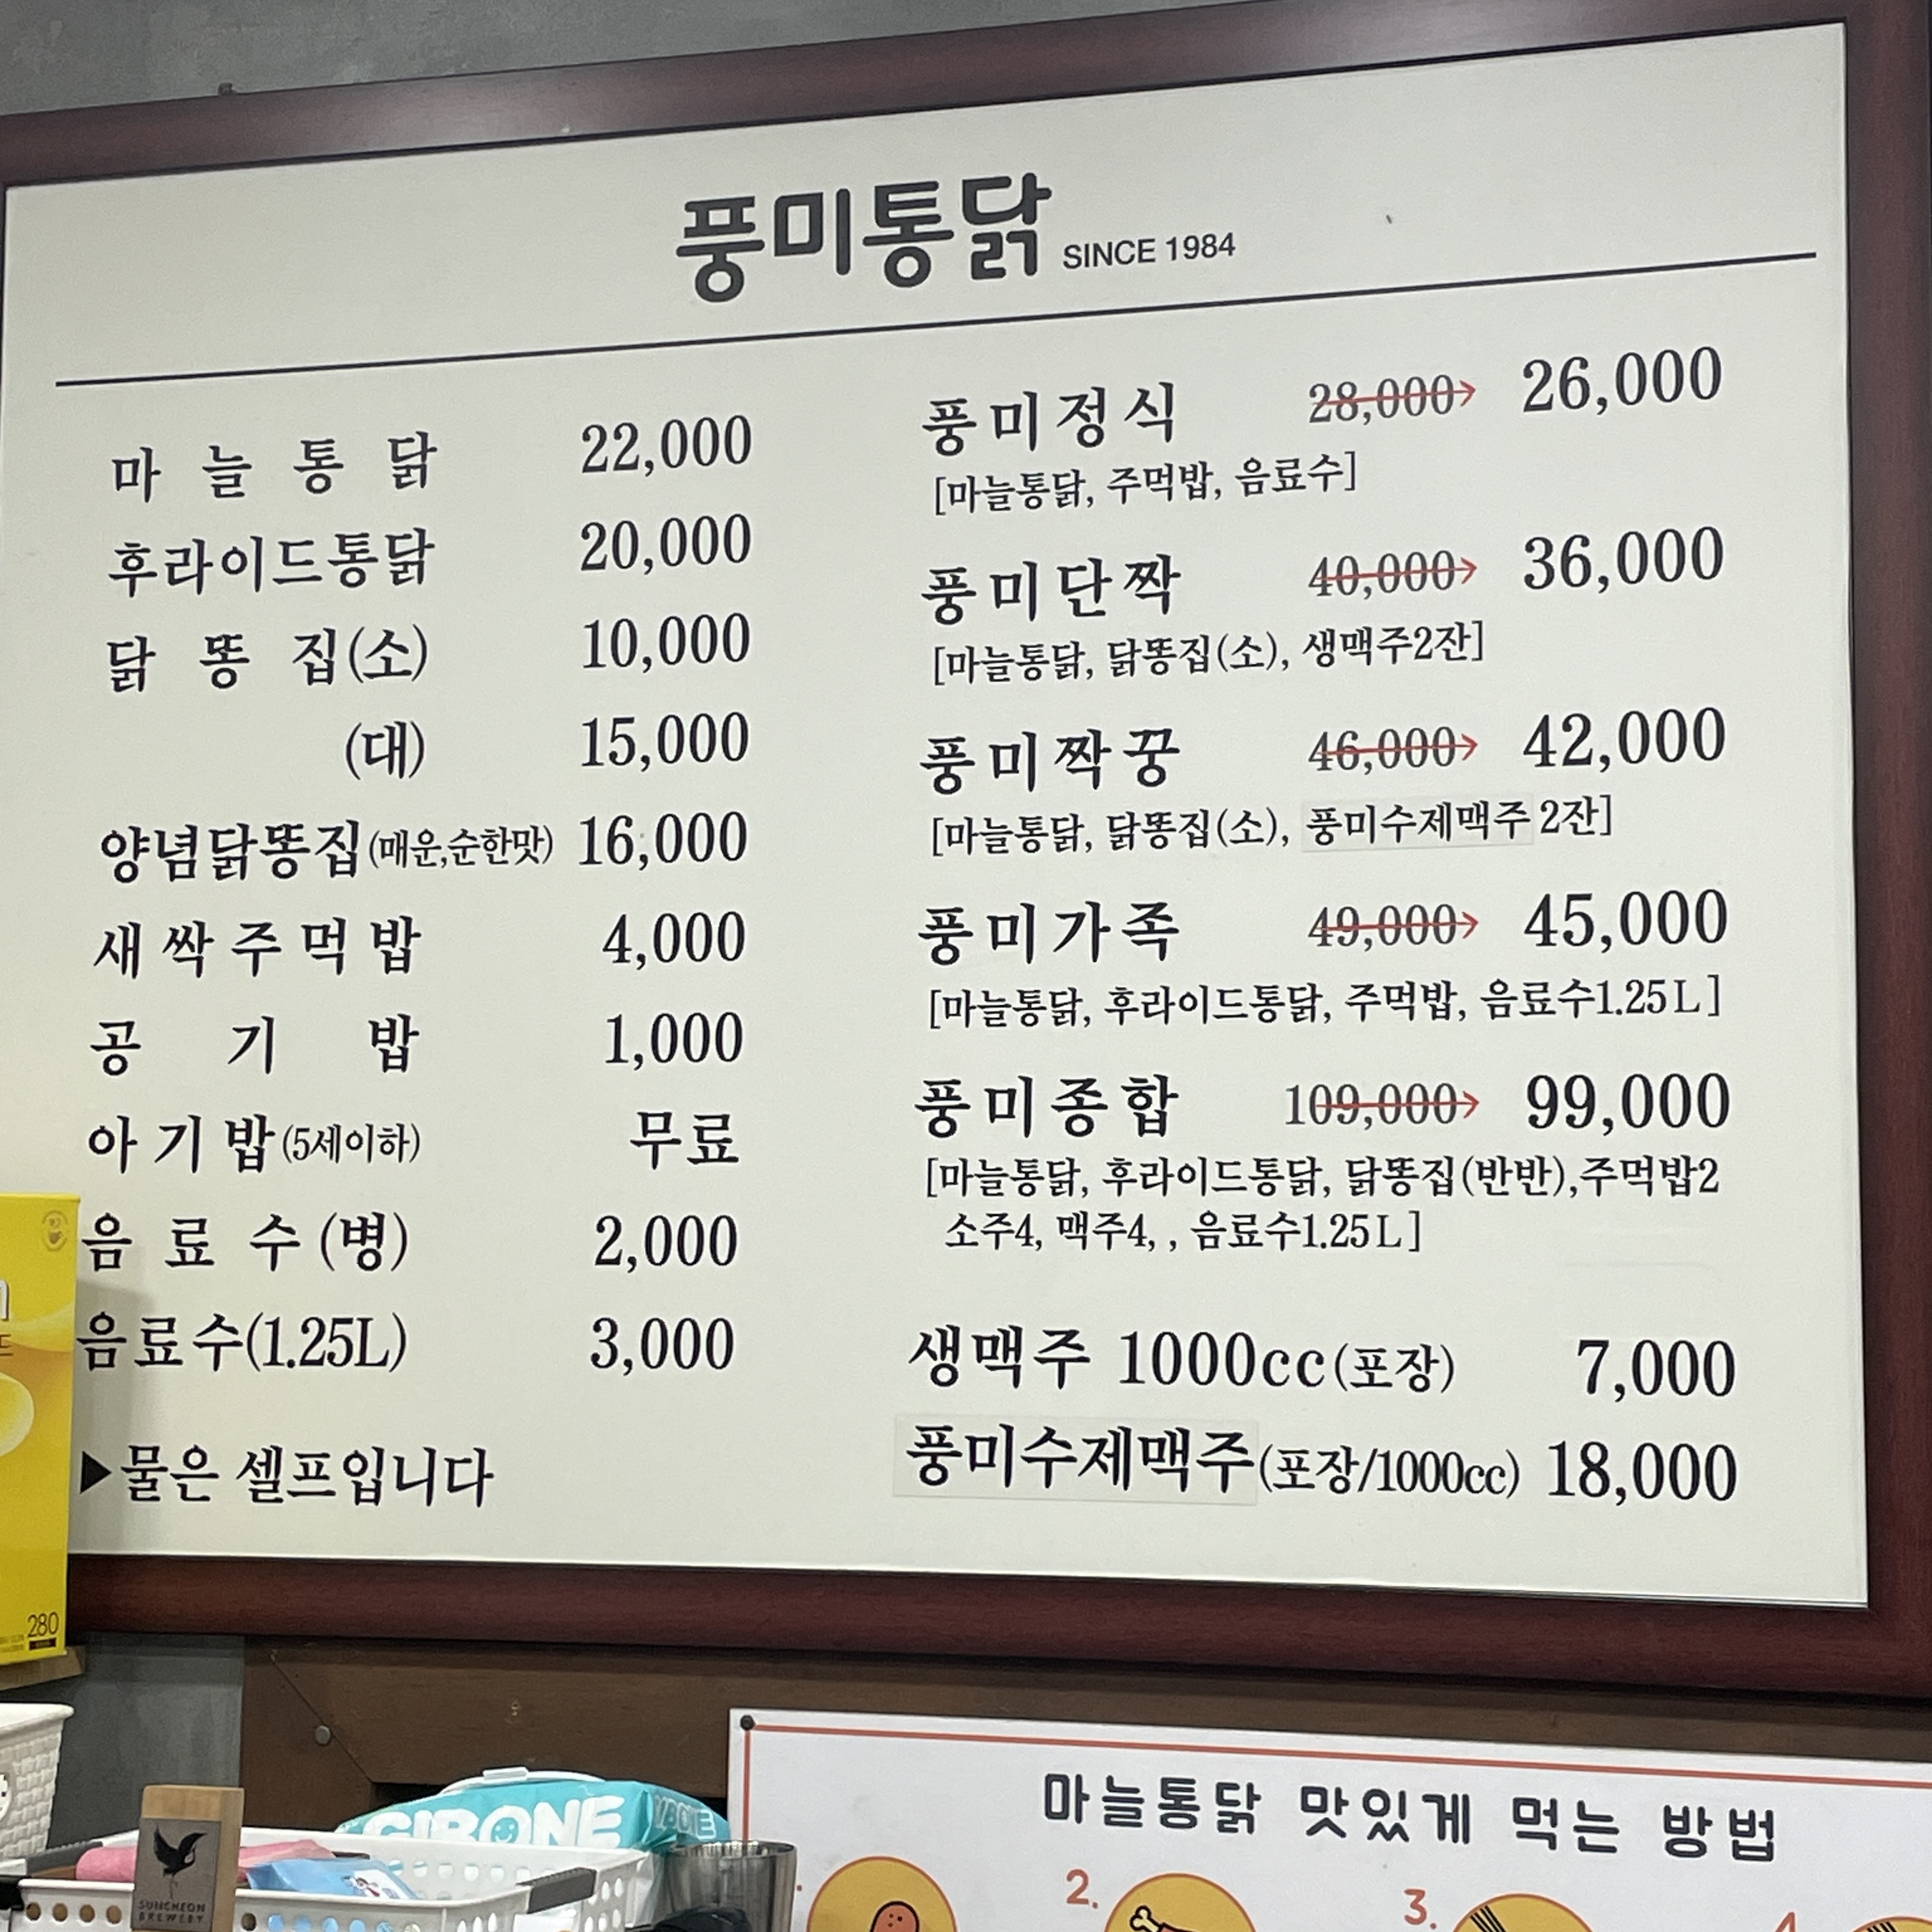 풍미통닭 SINCE 1984
마늘통닭 22,000
후라이드통닭 20,000
닭똥집(소) 10,000
(대) 15,000
양념닭똥집(매운,순한맛) 16,000
새싹주먹밥 4,000
공기밥 1,000
아기밥(5세이하) 무료
음료수(병) 2,000
음료수(1.25L) 3,000
▶물은 셀프입니다
풍미정식 28,000→ 26,000
[마늘통닭, 주먹밥, 음료수]
풍미단짝 40,000→ 36,000
[마늘통닭, 닭똥집(소), 생맥주2잔]
풍미짝꿍 46,000→ 42,000
[마늘통닭, 닭똥집(소), 풍미수제맥주 2잔]
풍미가족 49,000→ 45,000
[마늘통닭, 후라이드통닭, 주먹밥, 음료수1.25L]
풍미종합 109,000→ 99,000
[마늘통닭, 후라이드통닭, 닭똥집(반반),주먹밥2
소주4, 맥주4, , 음료수1.25L]
생맥주 1000cc(포장) 7,000
풍미수제맥주(포장/1000cc) 18,000
280
마늘통닭 맛있게 먹는 방법
2.
3.
4
SUNCHEON
BREWERY